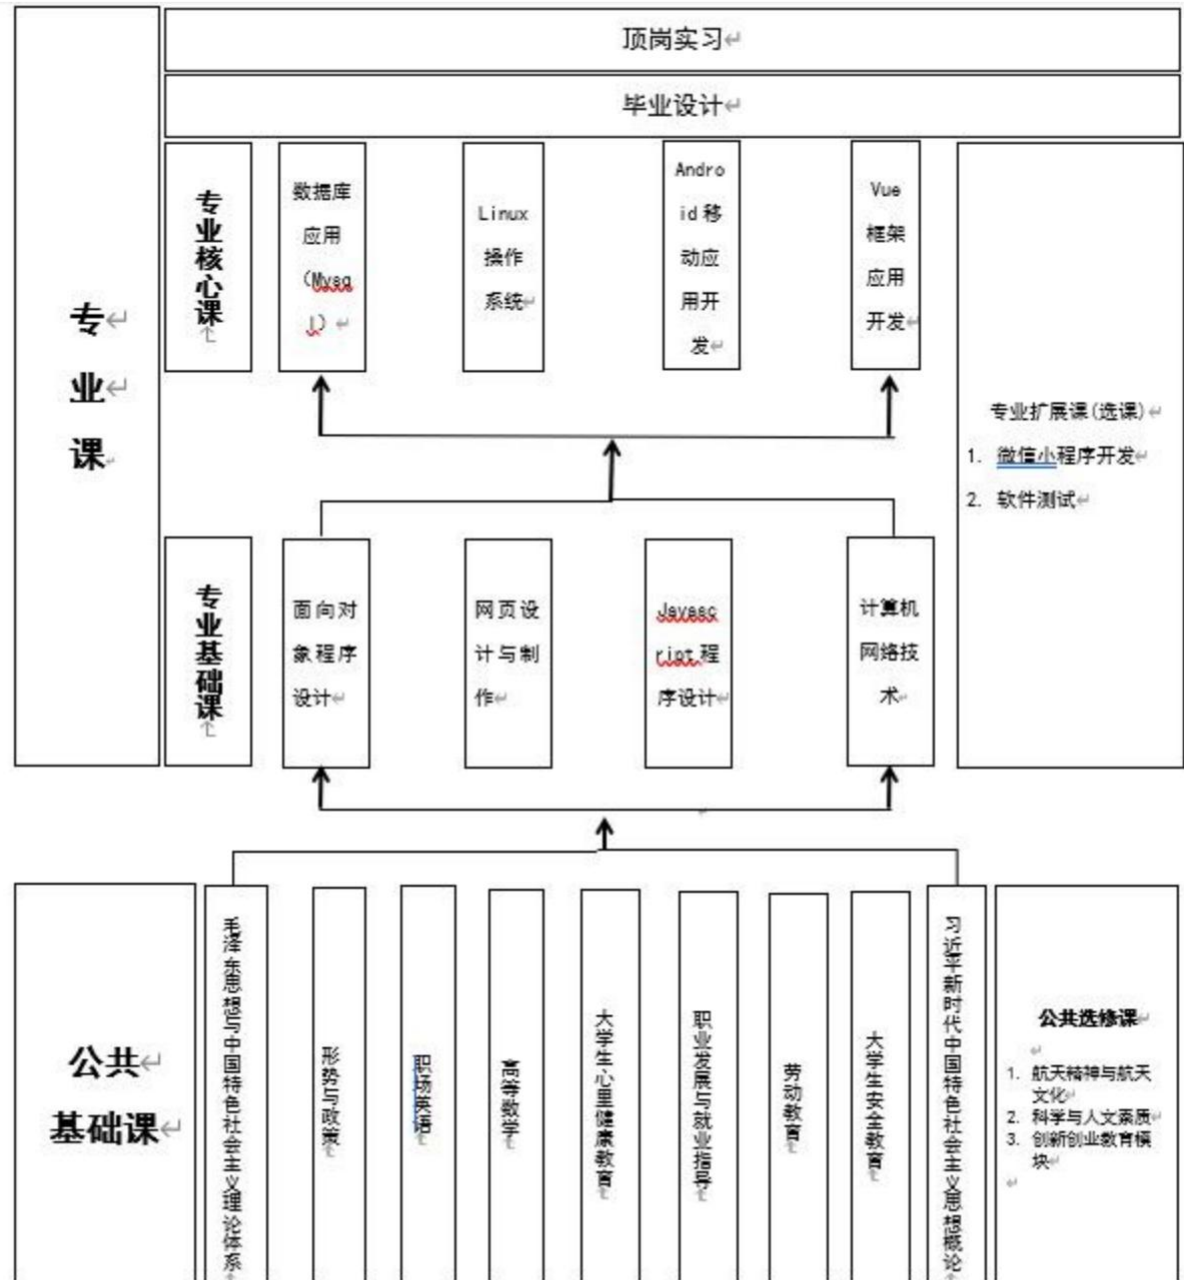 顶岗实习
毕业设计
专
业
课
专业核心课
数据库
应用
（Mysq
l）
Linux
操作
系统
Andro
id 移
动应
用开
发
Vue
框架
应用
开发
专业扩展课(选课)
1. 微信小程序开发
2. 软件测试
专业基础课
面向对
象程序
设计
网页设
计与制
作
Javasc
ript 程
序设计
计算机
网络技
术
公共
基础课
毛泽东思想与中国特色社会主义理论体系
形势与政策
职场英语
高等数学
大学生心里健康教育
职业发展与就业指导
劳动教育
大学生安全教育
习近平新时代中国特色社会主义思想概论
公共选修课
1. 航天精神与航天
文化
2. 科学与人文素质
3. 创新创业教育模
块